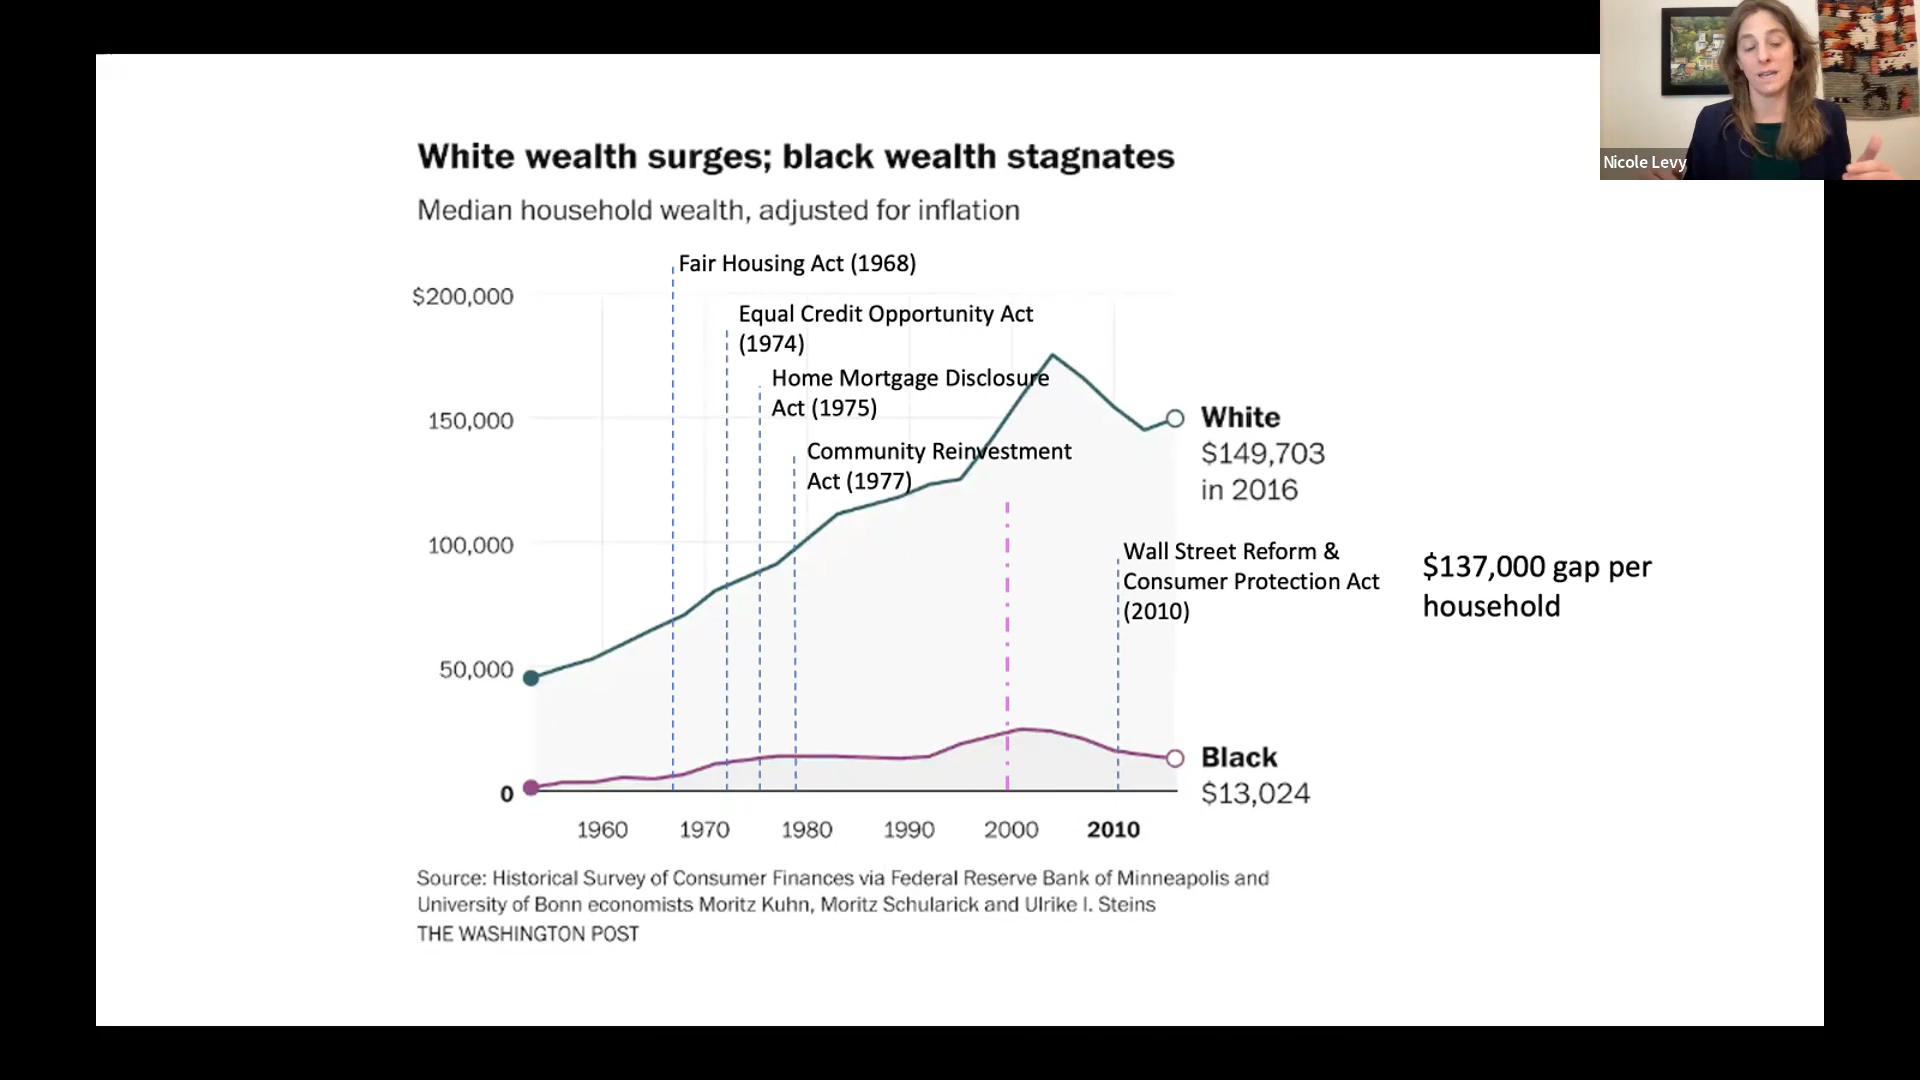 Nicole Levy
White wealth surges; black wealth stagnates
Median household wealth, adjusted for inflation
Fair Housing Act (1968)
$200,000
Equal Credit Opportunity Act
(1974)
Home Mortgage Disclosure
Act (1975)
150,000
White
$149,703
in 2016
Community Reinvestment
Act (1977)
100,000
Wall Street Reform &
Consumer Protection Act
(2010)
$137,000 gap per
household
50,000
Black
$13,024
0
1960 1970 1980 1990 2000 2010
Source: Historical Survey of Consumer Finances via Federal Reserve Bank of Minneapolis and
University of Bonn economists Moritz Kuhn, Moritz Schularick and Ulrike I. Steins
THE WASHINGTON POST